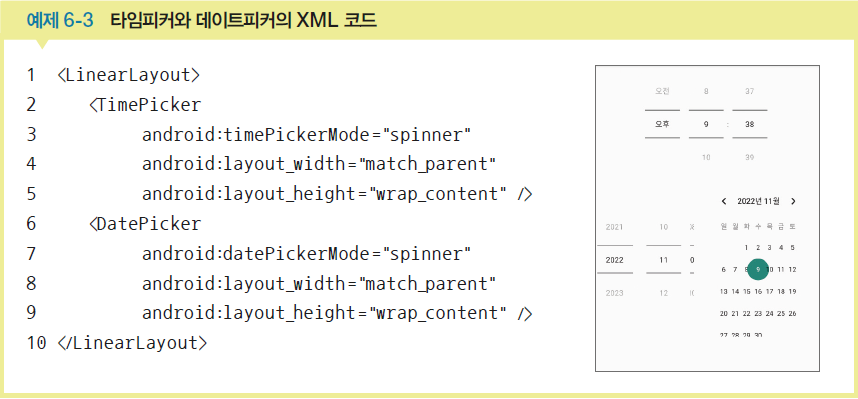 예제 6-3 타임피커와 데이트피커의 XML 코드
1 <LinearLayout>
2 <TimePicker
3 android:timePickerMode="spinner"
4 android:layout_width="match_parent"
5 android:layout_height="wrap_content" />
6 <DatePicker
7 android:datePickerMode="spinner"
8 android:layout_width="match_parent"
9 android:layout_height="wrap_content" />
10 </LinearLayout>
오전 8 37
오후 9 : 38
10 39
2022년 11월
2021 10
2022 11
2023 12
일 월 화 수 목 금 토
1 2 3 4 5
6 7 8 9 10 11 12
13 14 15 16 17 18 19
20 21 22 23 24 25 26
27 28 29 30